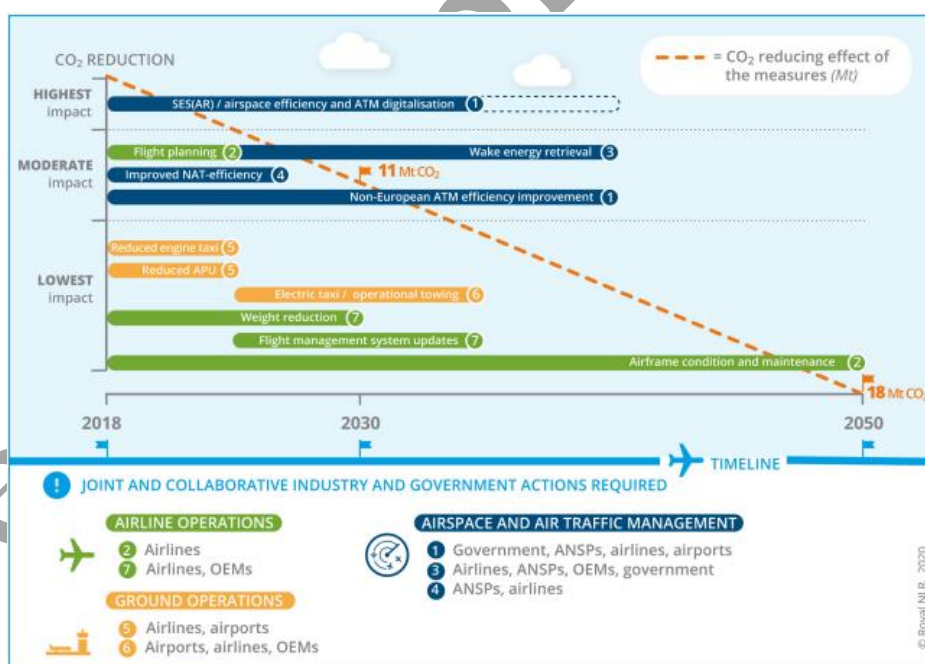 CO₂ REDUCTION
= CO₂ reducing effect of
the measures (Mt)
HIGHEST
impact
SES(AR) / airspace efficiency and ATM digitalisation 1
MODERATE
impact
Flight planning 2
Wake energy retrieval 3
Improved NAT-efficiency 4
11 Mt CO₂
Non-European ATM efficiency improvement 1
LOWEST
impact
Reduced engine taxi 5
Reduced APU 5
Electric taxi / operational towing 6
Weight reduction 7
Flight management system updates 7
Airframe condition and maintenance 2
18 Mt CO₂
2018
2030
2050
TIMELINE
! JOINT AND COLLABORATIVE INDUSTRY AND GOVERNMENT ACTIONS REQUIRED
AIRLINE OPERATIONS
2 Airlines
7 Airlines, OEMs
GROUND OPERATIONS
5 Airlines, airports
6 Airports, airlines, OEMs
AIRSPACE AND AIR TRAFFIC MANAGEMENT
1 Government, ANSPs, airlines, airports
3 Airlines, ANSPs, OEMs, government
4 ANSPs, airlines
© Royal NLR, 2020